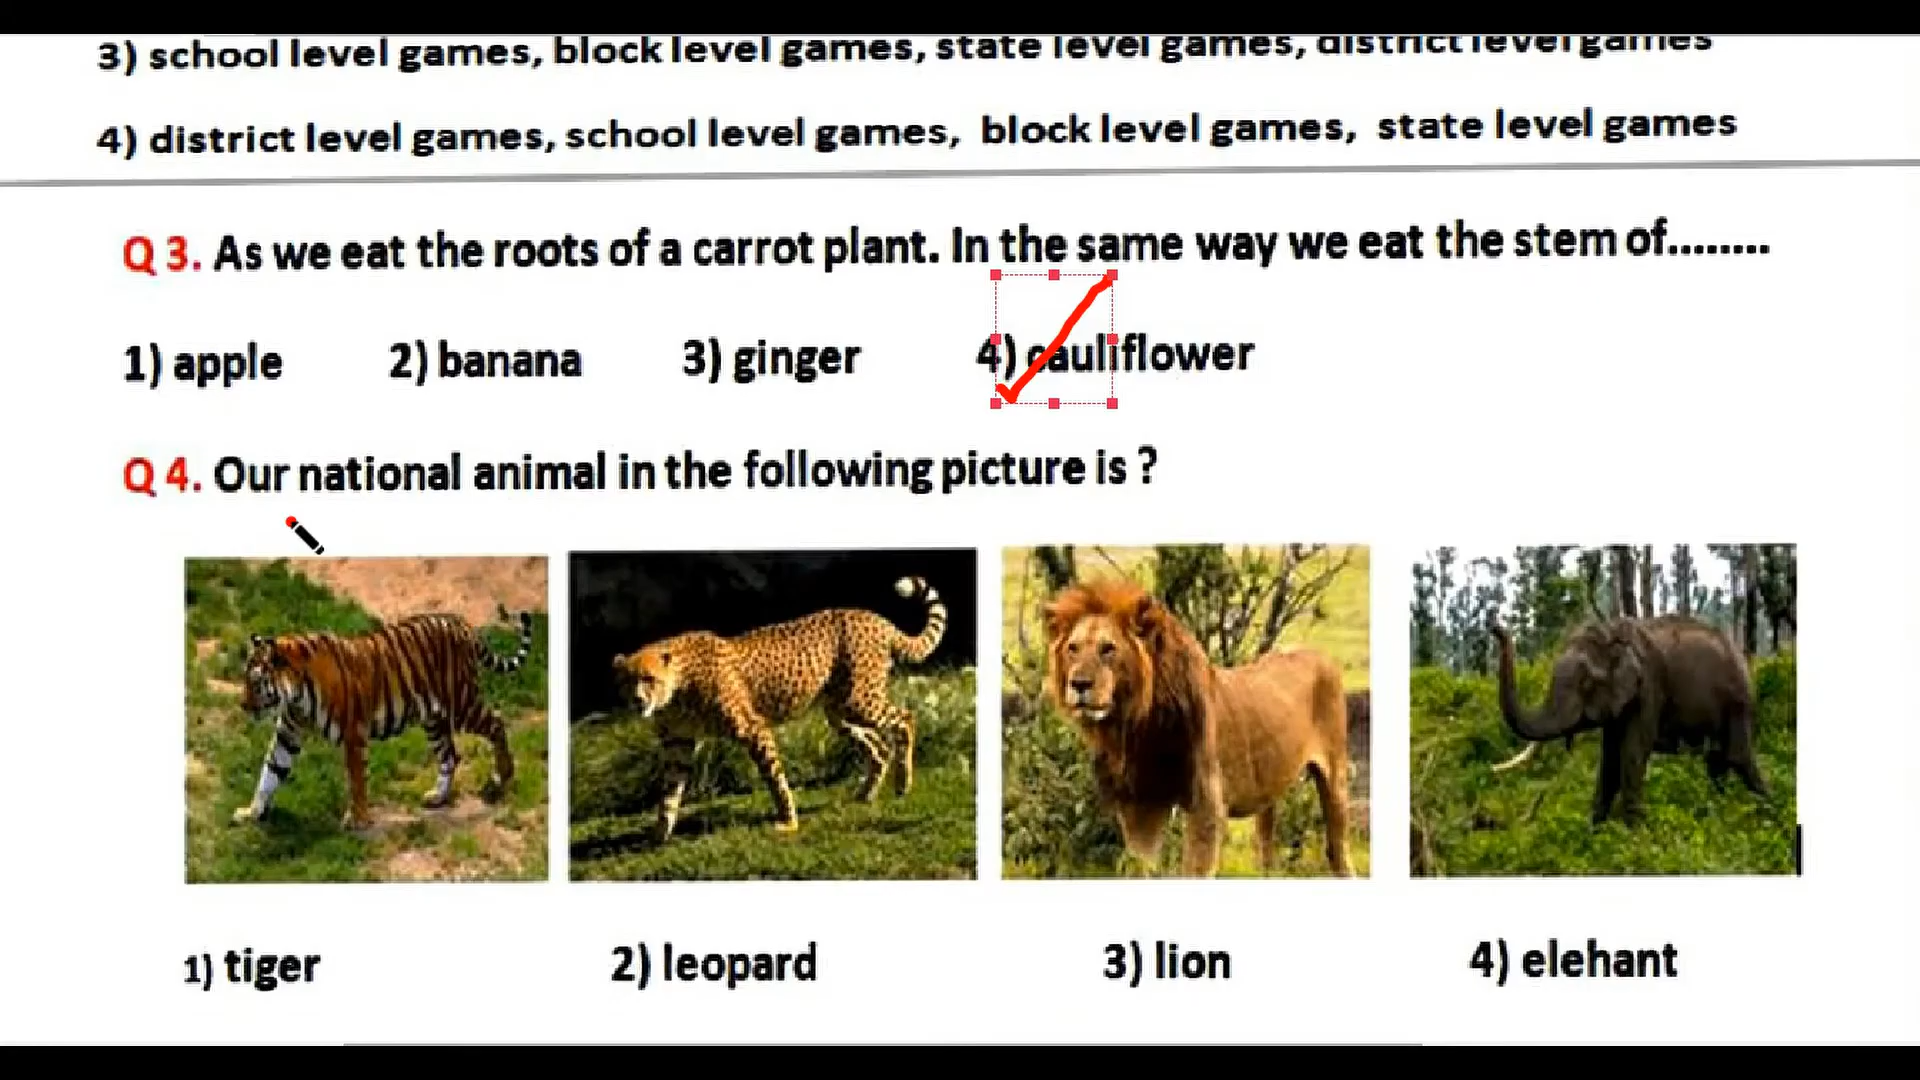 3) school level games, block level games, state level games, district level games
4) district level games, school level games, block level games, state level games
Q 3. As we eat the roots of a carrot plant. In the same way we eat the stem of........
1) apple 2) banana 3) ginger 4) cauliflower
Q 4. Our national animal in the following picture is ?
1) tiger 2) leopard 3) lion 4) elehant